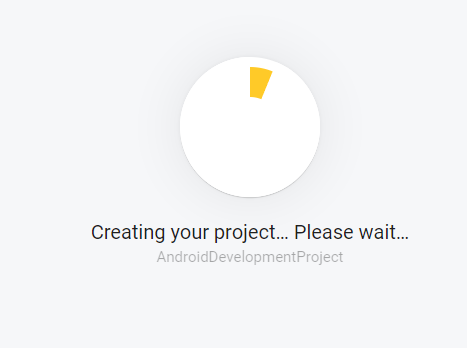 Creating your project… Please wait…
AndroidDevelopmentProject